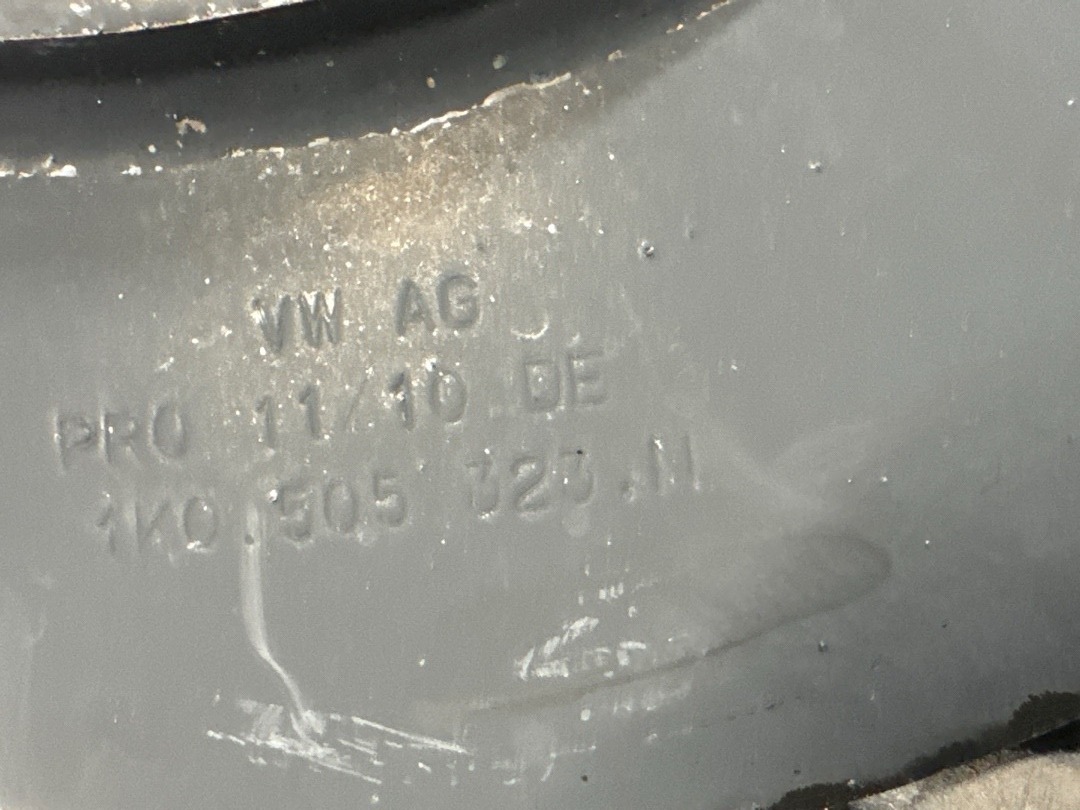 VW AG
PRO 11/10 DE
1K0 505 323.N